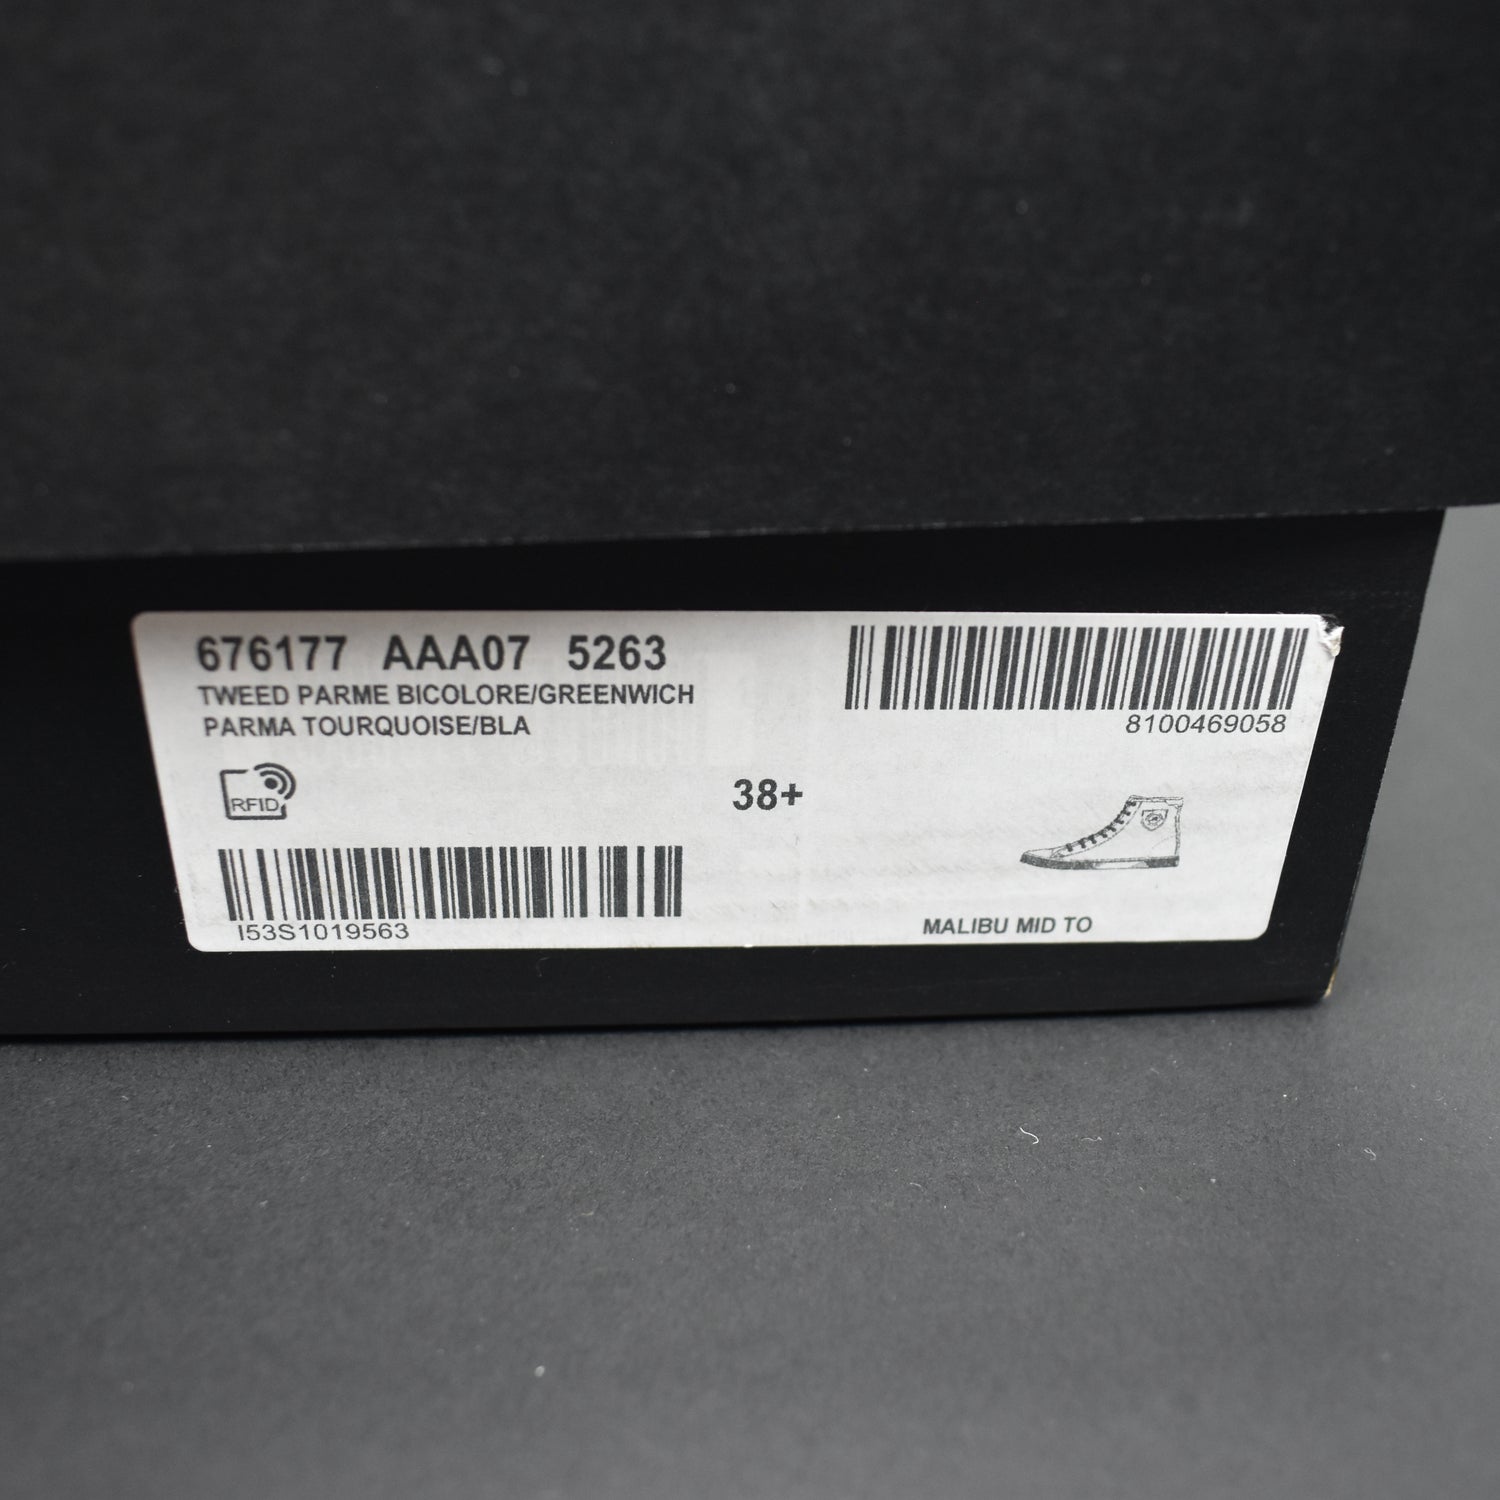 676177 AAA07 5263
TWEED PARME BICOLORE/GREENWICH
PARMA TOURQUOISE/BLA
8100469058
RFID
38+
I53S1019563
MALIBU MID TO